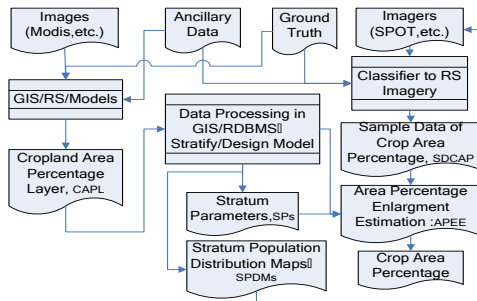 Images
(Modis,etc.)
Ancillary
Data
Ground
Truth
Imagers
(SPOT,etc.)
GIS/RS/Models
Classifier to RS
Imagery
Data Processing in
GIS/RDBMS
Stratify/Design Model
Cropland Area
Percentage
Layer, CAPL
Sample Data of
Crop Area
Percentage, SDCAP
Stratum
Parameters,SPs
Area Percentage
Enlargment
Estimation :APEE
Stratum Population
Distribution Maps
SPDMs
Crop Area
Percentage